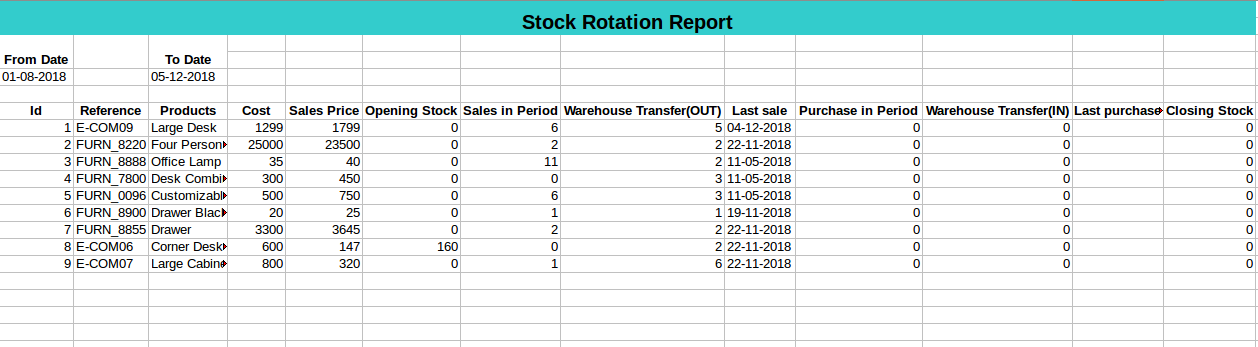 Stock Rotation Report
From Date To Date
01-08-2018 05-12-2018
Id Reference Products Cost Sales Price Opening Stock Sales in Period Warehouse Transfer(OUT) Last sale Purchase in Period Warehouse Transfer(IN) Last purchase Closing Stock
1 E-COM09 Large Desk 1299 1799 0 6 5 04-12-2018 0 0 0
2 FURN_8220 Four Person 25000 23500 0 2 2 22-11-2018 0 0 0
3 FURN_8888 Office Lamp 35 40 0 11 2 11-05-2018 0 0 0
4 FURN_7800 Desk Combi 300 450 0 0 3 11-05-2018 0 0 0
5 FURN_0096 Customizabl 500 750 0 6 3 11-05-2018 0 0 0
6 FURN_8900 Drawer Black 20 25 0 1 1 19-11-2018 0 0 0
7 FURN_8855 Drawer 3300 3645 0 2 2 22-11-2018 0 0 0
8 E-COM06 Corner Desk 600 147 160 0 2 22-11-2018 0 0 0
9 E-COM07 Large Cabine 800 320 0 1 6 22-11-2018 0 0 0